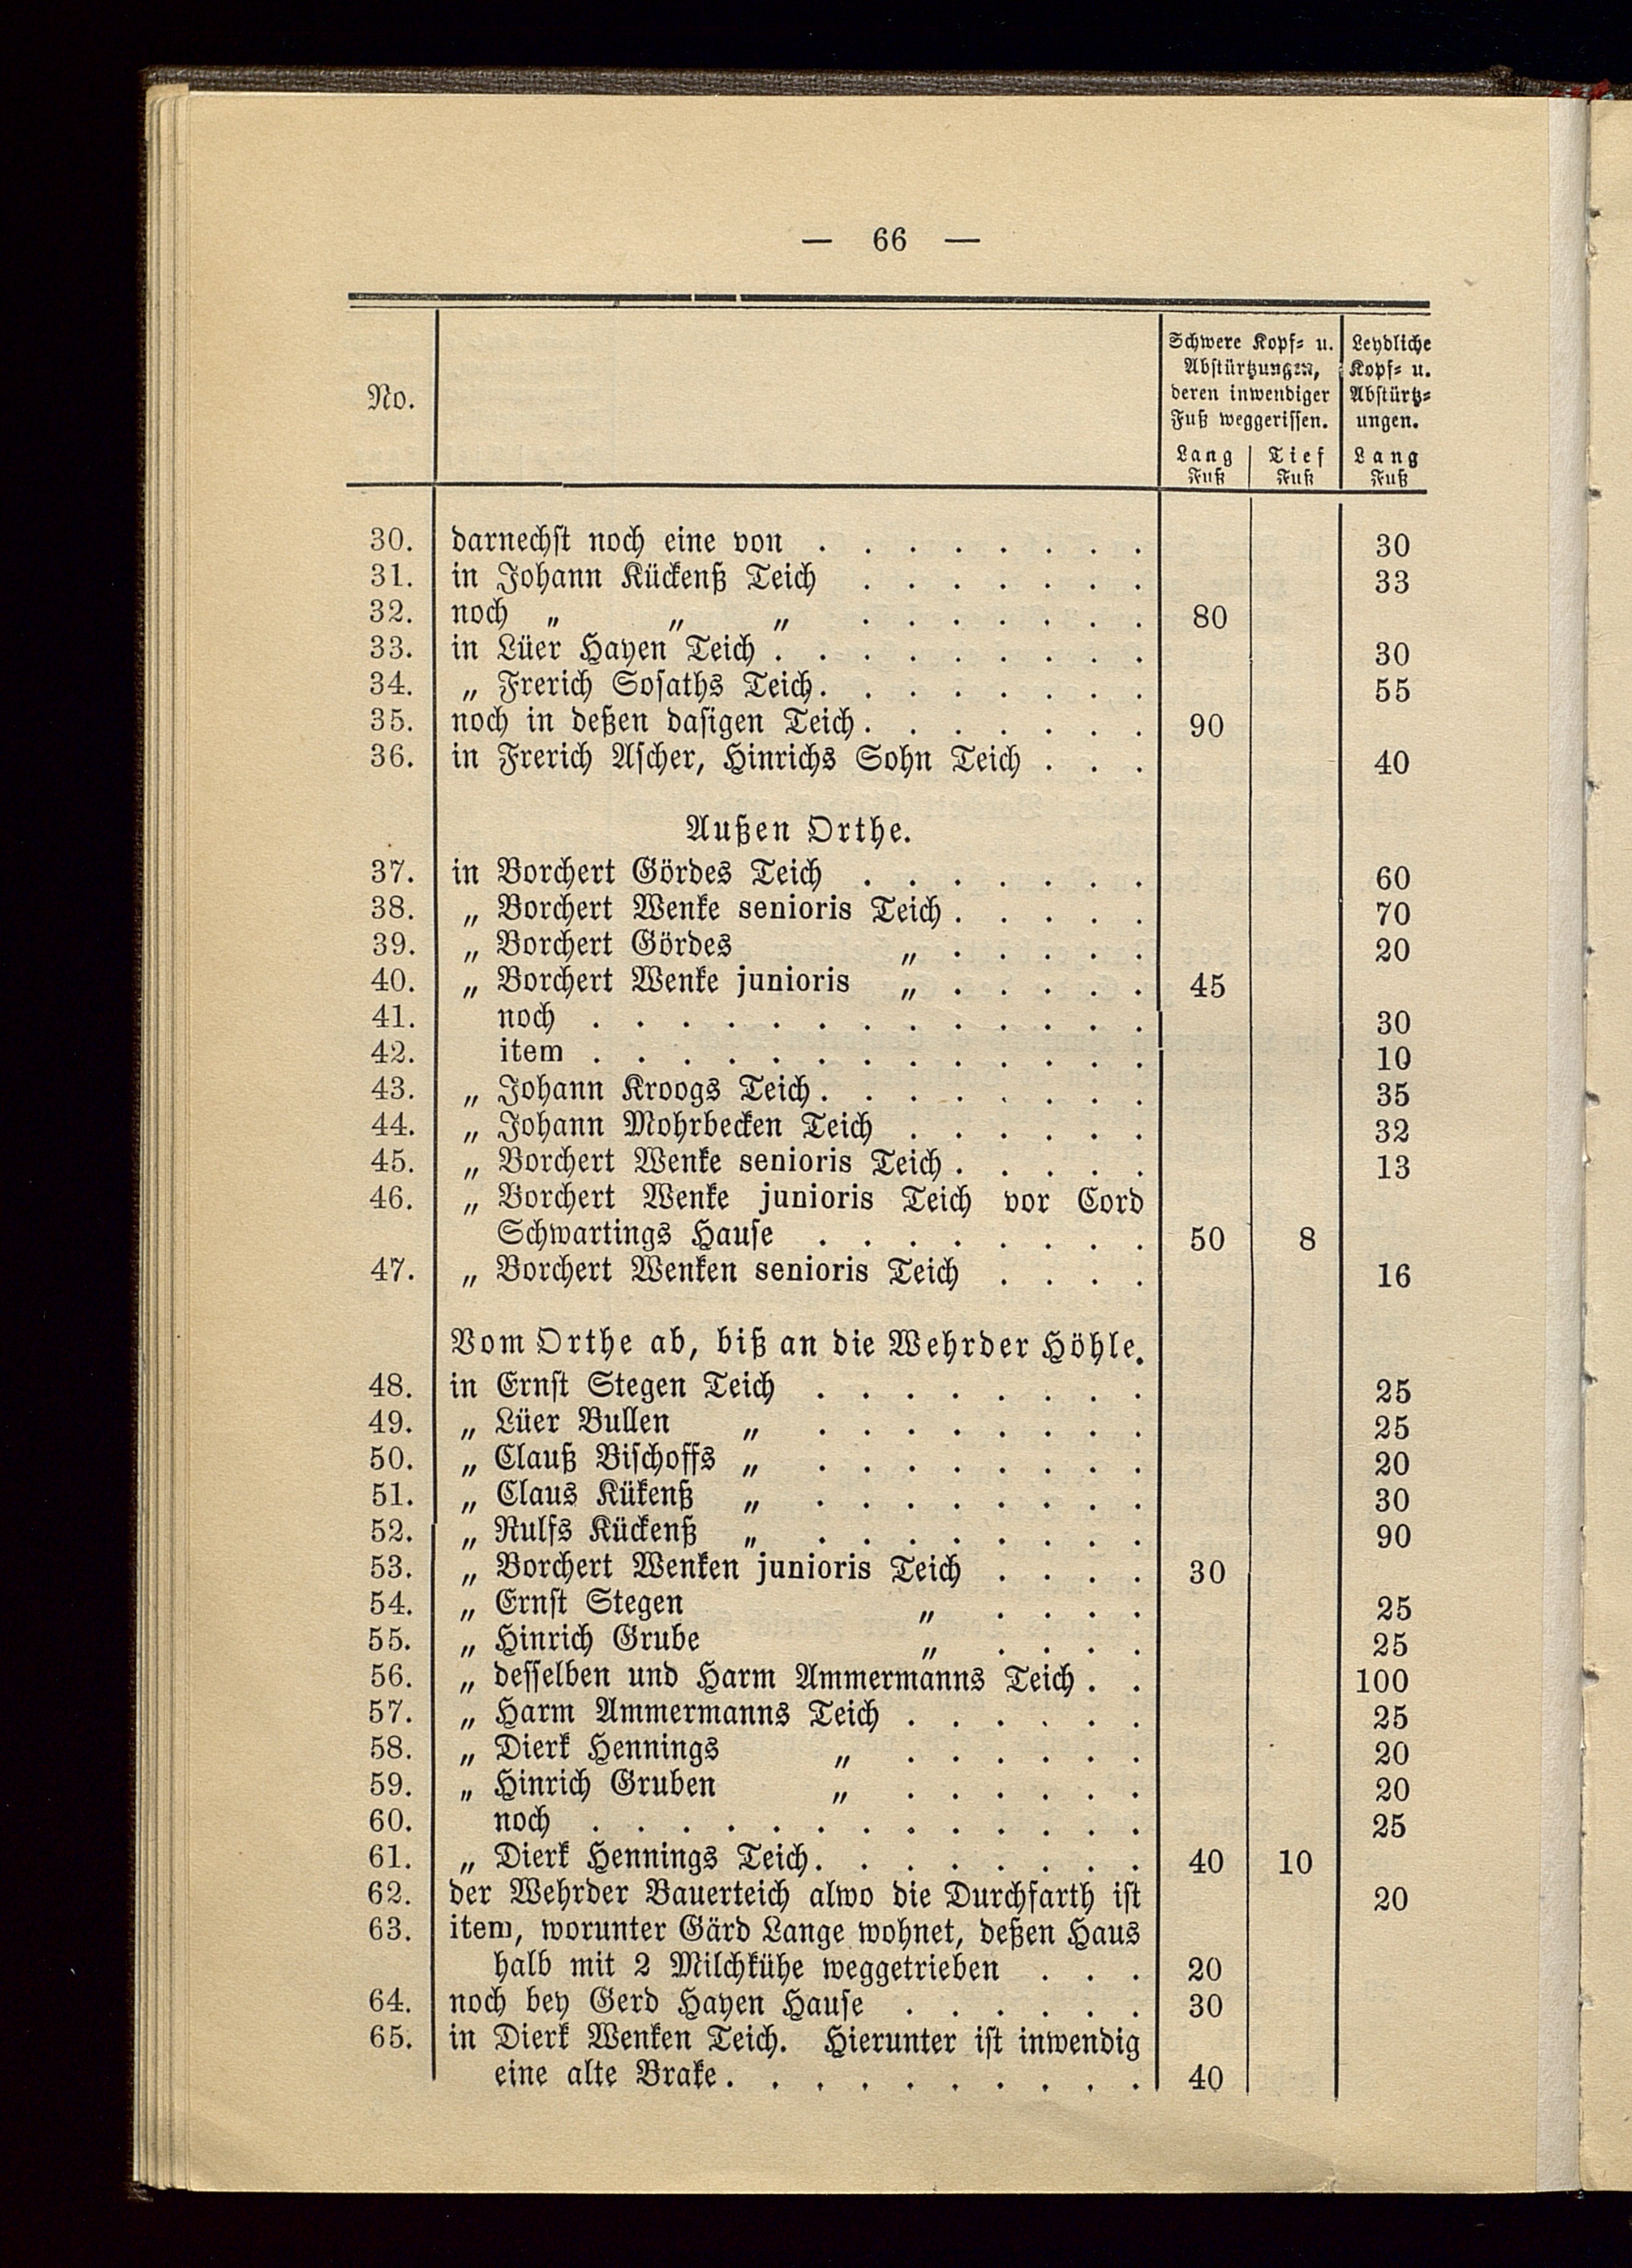 — 66 —
No.
Schwere Kopf= u. Abstürtzungen, deren inwendiger Fuß weggerissen.
Leydliche Kopf= u. Abstürtz= ungen.
Lang Fuß
Tief Fuß
Lang Fuß
30. darnechst noch eine von . . . . . . . . 30
31. in Johann Kückenß Teich . . . . . . . 33
32. noch „ „ „ . . . . . . . 80
33. in Lüer Hayen Teich . . . . . . . . . 30
34. „ Frerich Sosaths Teich . . . . . . . . 55
35. noch in deßen dasigen Teich . . . . . . . 90
36. in Frerich Ascher, Hinrichs Sohn Teich . . . 40
Außen Orthe.
37. in Borchert Gördes Teich . . . . . . . 60
38. „ Borchert Wenke senioris Teich . . . . . 70
39. „ Borchert Gördes „ . . . . . 20
40. „ Borchert Wenke junioris „ . . . . . 45
41. noch . . . . . . . . . . . . . 30
42. item . . . . . . . . . . . . . 10
43. „ Johann Kroogs Teich . . . . . . . . 35
44. „ Johann Mohrbecken Teich . . . . . . 32
45. „ Borchert Wenke senioris Teich . . . . . 13
46. „ Borchert Wenke junioris Teich vor Cord
Schwartings Hause . . . . . . . . 50 8
47. „ Borchert Wenken senioris Teich . . . . 16
Vom Orthe ab, biß an die Wehrder Höhle.
48. in Ernst Stegen Teich . . . . . . . . 25
49. „ Lüer Bullen „ . . . . . . . . 25
50. „ Clauß Bischoffs „ . . . . . . . . 20
51. „ Claus Kükenß „ . . . . . . . . 30
52. „ Rulfs Kückenß „ . . . . . . . . 90
53. „ Borchert Wenken junioris Teich . . . . 30
54. „ Ernst Stegen „ . . . . 25
55. „ Hinrich Grube „ . . . . 25
56. „ desselben und Harm Ammermanns Teich . . 100
57. „ Harm Ammermanns Teich . . . . . . 25
58. „ Dierk Hennings „ . . . . . . 20
59. „ Hinrich Gruben „ . . . . . . 20
60. noch . . . . . . . . . . . . . 25
61. „ Dierk Hennings Teich . . . . . . . . 40 10
62. der Wehrder Bauerteich alwo die Durchfarth ist 20
63. item, worunter Gärd Lange wohnet, deßen Haus
halb mit 2 Milchkühe weggetrieben . . . 20
64. noch bey Gerd Hayen Hause . . . . . . 30
65. in Dierk Wenken Teich. Hierunter ist inwendig
eine alte Brake . . . . . . . . . . 40